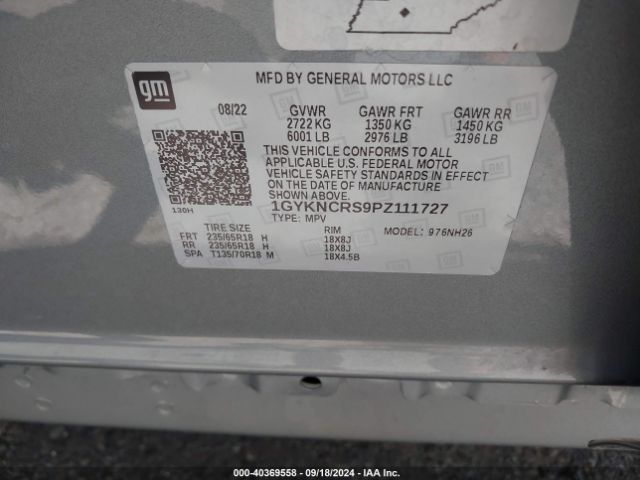 gm
MFD BY GENERAL MOTORS LLC
08/22 GVWR GAWR FRT GAWR RR
2722 KG 1350 KG 1450 KG
6001 LB 2976 LB 3196 LB
THIS VEHICLE CONFORMS TO ALL
APPLICABLE U.S. FEDERAL MOTOR
VEHICLE SAFETY STANDARDS IN EFFECT
ON THE DATE OF MANUFACTURE
SHOWN ABOVE.
130H
1GYKNCRS9PZ111727
TYPE: MPV
MODEL: 976NH26
TIRE SIZE RIM
FRT 235/65R18 H 18X8J
RR 235/65R18 H 18X8J
SPA T135/70R18 M 18X4.5B
000-40369558 - 09/18/2024 - IAA Inc.